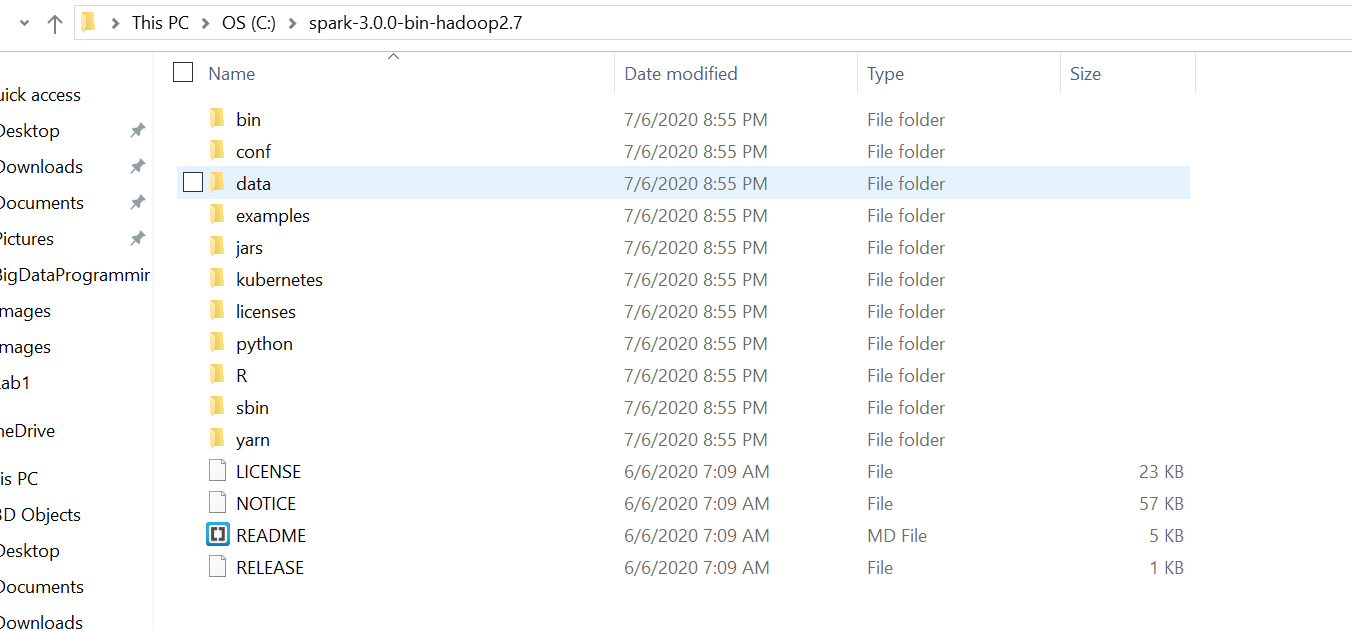 This PC > OS (C:) > spark-3.0.0-bin-hadoop2.7
Name Date modified Type Size
uick access
Desktop
Downloads
Documents
Pictures
BigDataProgrammin
mages
mages
ab1
neDrive
is PC
3D Objects
Desktop
Documents
Downloads
bin 7/6/2020 8:55 PM File folder
conf 7/6/2020 8:55 PM File folder
data 7/6/2020 8:55 PM File folder
examples 7/6/2020 8:55 PM File folder
jars 7/6/2020 8:55 PM File folder
kubernetes 7/6/2020 8:55 PM File folder
licenses 7/6/2020 8:55 PM File folder
python 7/6/2020 8:55 PM File folder
R 7/6/2020 8:55 PM File folder
sbin 7/6/2020 8:55 PM File folder
yarn 7/6/2020 8:55 PM File folder
LICENSE 6/6/2020 7:09 AM File 23 KB
NOTICE 6/6/2020 7:09 AM File 57 KB
README 6/6/2020 7:09 AM MD File 5 KB
RELEASE 6/6/2020 7:09 AM File 1 KB